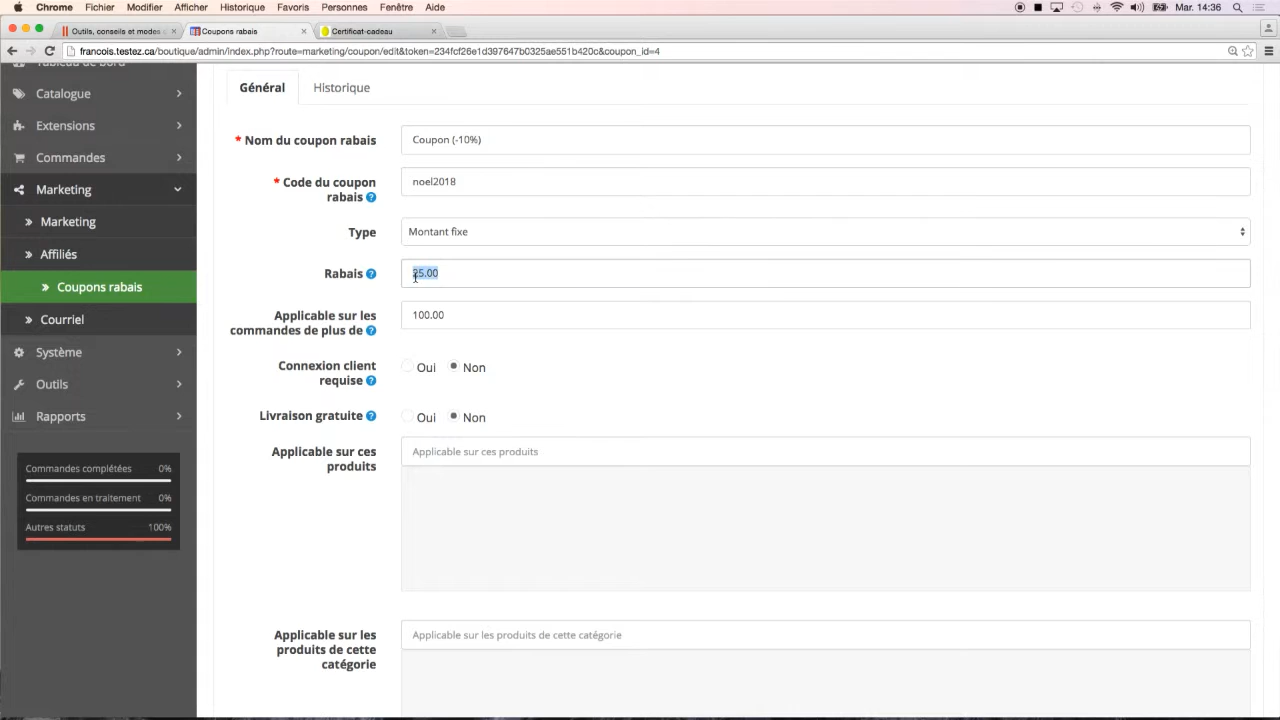 Chrome Fichier Modifier Afficher Historique Favoris Personnes Fenêtre Aide Mar. 14:36
Outils, conseils et modes × Coupons rabais × Certificat-cadeau ×
francois.testez.ca/boutique/admin/index.php?route=marketing/coupon/edit&token=234fcf26e1d397647b0325ae551b420c&coupon_id=4
Tableau de bord
Catalogue
Extensions
Commandes
Marketing
Marketing
Affiliés
Coupons rabais
Courriel
Système
Outils
Rapports
Commandes complétées 0%
Commandes en traitement 0%
Autres statuts 100%
Général Historique
* Nom du coupon rabais Coupon (-10%)
* Code du coupon
rabais ? noel2018
Type Montant fixe
Rabais ? 25.00
Applicable sur les
commandes de plus de ? 100.00
Connexion client
requise ? Oui Non
Livraison gratuite ? Oui Non
Applicable sur ces
produits Applicable sur ces produits
Applicable sur les
produits de cette
catégorie Applicable sur les produits de cette catégorie